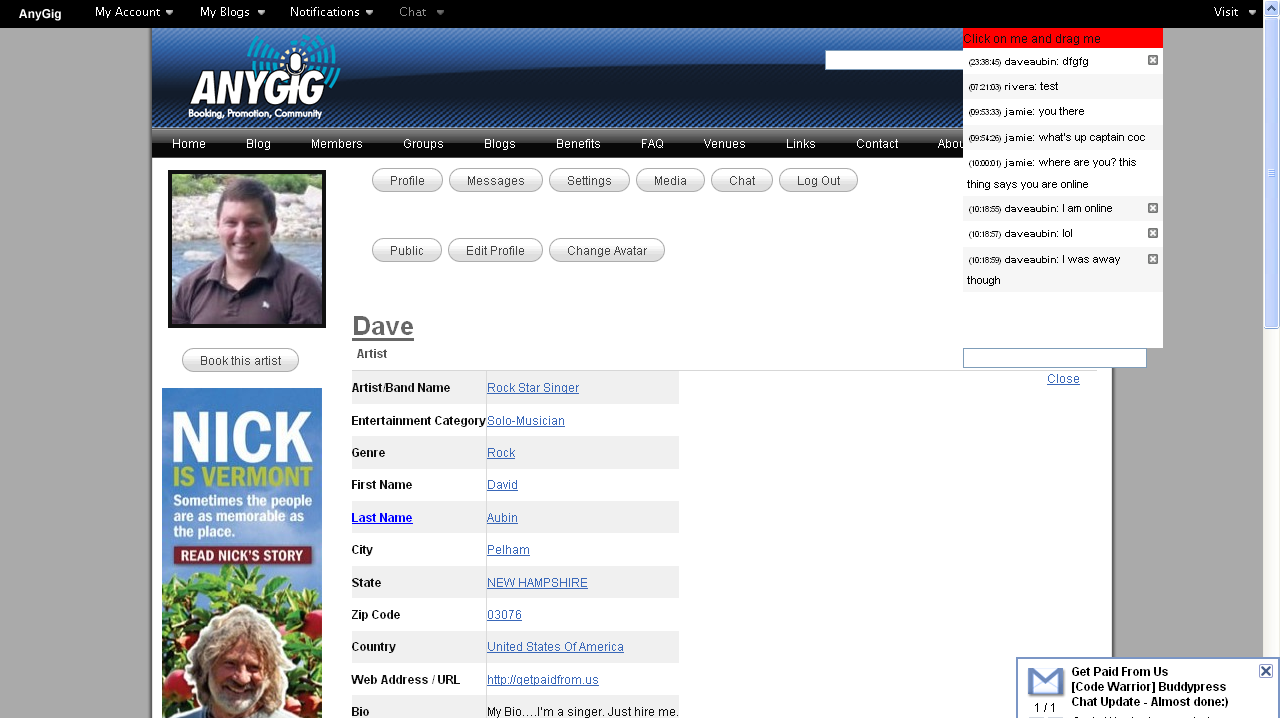 AnyGig My Account My Blogs Notifications Chat Visit
ANYGIG
Booking, Promotion, Community
Home Blog Members Groups Blogs Benefits FAQ Venues Links Contact Abou
Click on me and drag me
(23:38:45) daveaubin: dfgfg
(07:21:03) rivera: test
(09:53:33) jamie: you there
(09:54:26) jamie: what's up captain coc
(10:00:01) jamie: where are you? this
thing says you are online
(10:18:55) daveaubin: I am online
(10:18:57) daveaubin: lol
(10:18:59) daveaubin: I was away
though
Close
Profile Messages Settings Media Chat Log Out
Public Edit Profile Change Avatar
Dave
Artist
Book this artist
Artist/Band Name Rock Star Singer
Entertainment Category Solo-Musician
Genre Rock
First Name David
Last Name Aubin
City Pelham
State NEW HAMPSHIRE
Zip Code 03076
Country United States Of America
Web Address / URL http://getpaidfrom.us
Bio My Bio... I'm a singer. Just hire me.
NICK
IS VERMONT
Sometimes the people
are as memorable as
the place.
READ NICK'S STORY
Get Paid From Us
[Code Warrior] Buddypress
Chat Update - Almost done:)
1 / 1